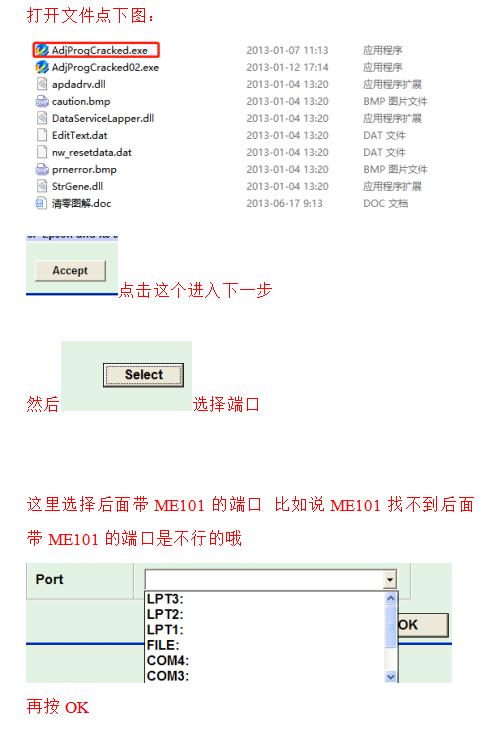 打开文件点下图：
AdjProgCracked.exe 2013-01-07 11:13 应用程序
AdjProgCracked02.exe 2013-01-12 17:14 应用程序
apdadrv.dll 2013-01-04 13:20 应用程序扩展
caution.bmp 2013-01-04 13:20 BMP 图片文件
DataServiceLapper.dll 2013-01-04 13:20 应用程序扩展
EditText.dat 2013-01-04 13:20 DAT 文件
nw_resetdata.dat 2013-01-04 13:20 DAT 文件
prnerror.bmp 2013-01-04 13:20 BMP 图片文件
StrGene.dll 2013-01-04 13:20 应用程序扩展
清零图解.doc 2013-06-17 9:13 DOC 文档
Accept 点击这个进入下一步
Select
然后 选择端口
这里选择后面带 ME101 的端口 比如说 ME101 找不到后面
带 ME101 的端口是不行的哦
Port
LPT3:
LPT2:
LPT1:
FILE: OK
COM4:
COM3:
再按 OK